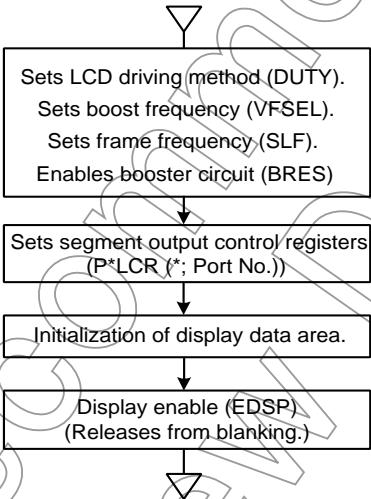 Sets LCD driving method (DUTY).
Sets boost frequency (VFSEL).
Sets frame frequency (SLF).
Enables booster circuit (BRES)
Sets segment output control registers
(P*LCR (*; Port No.))
Initialization of display data area.
Display enable (EDSP)
(Releases from blanking.)